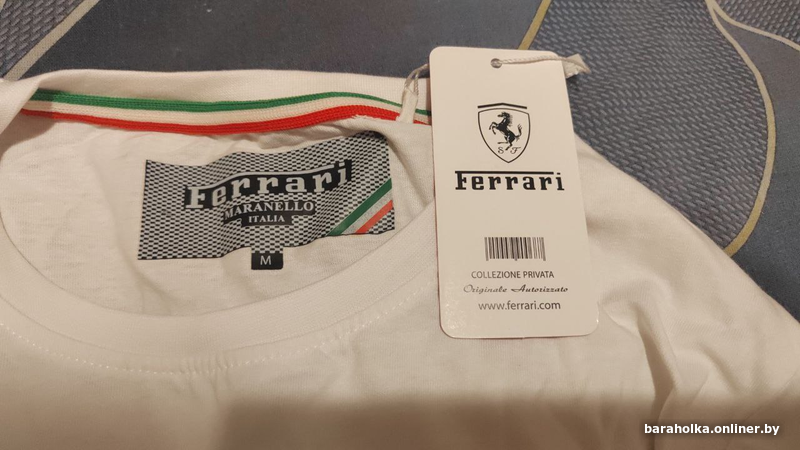 Ferrari
MARANELLO
ITALIA
M
S F
Ferrari
COLLEZIONE PRIVATA
Originale Autorizzato
www.ferrari.com
baraholka.onliner.by